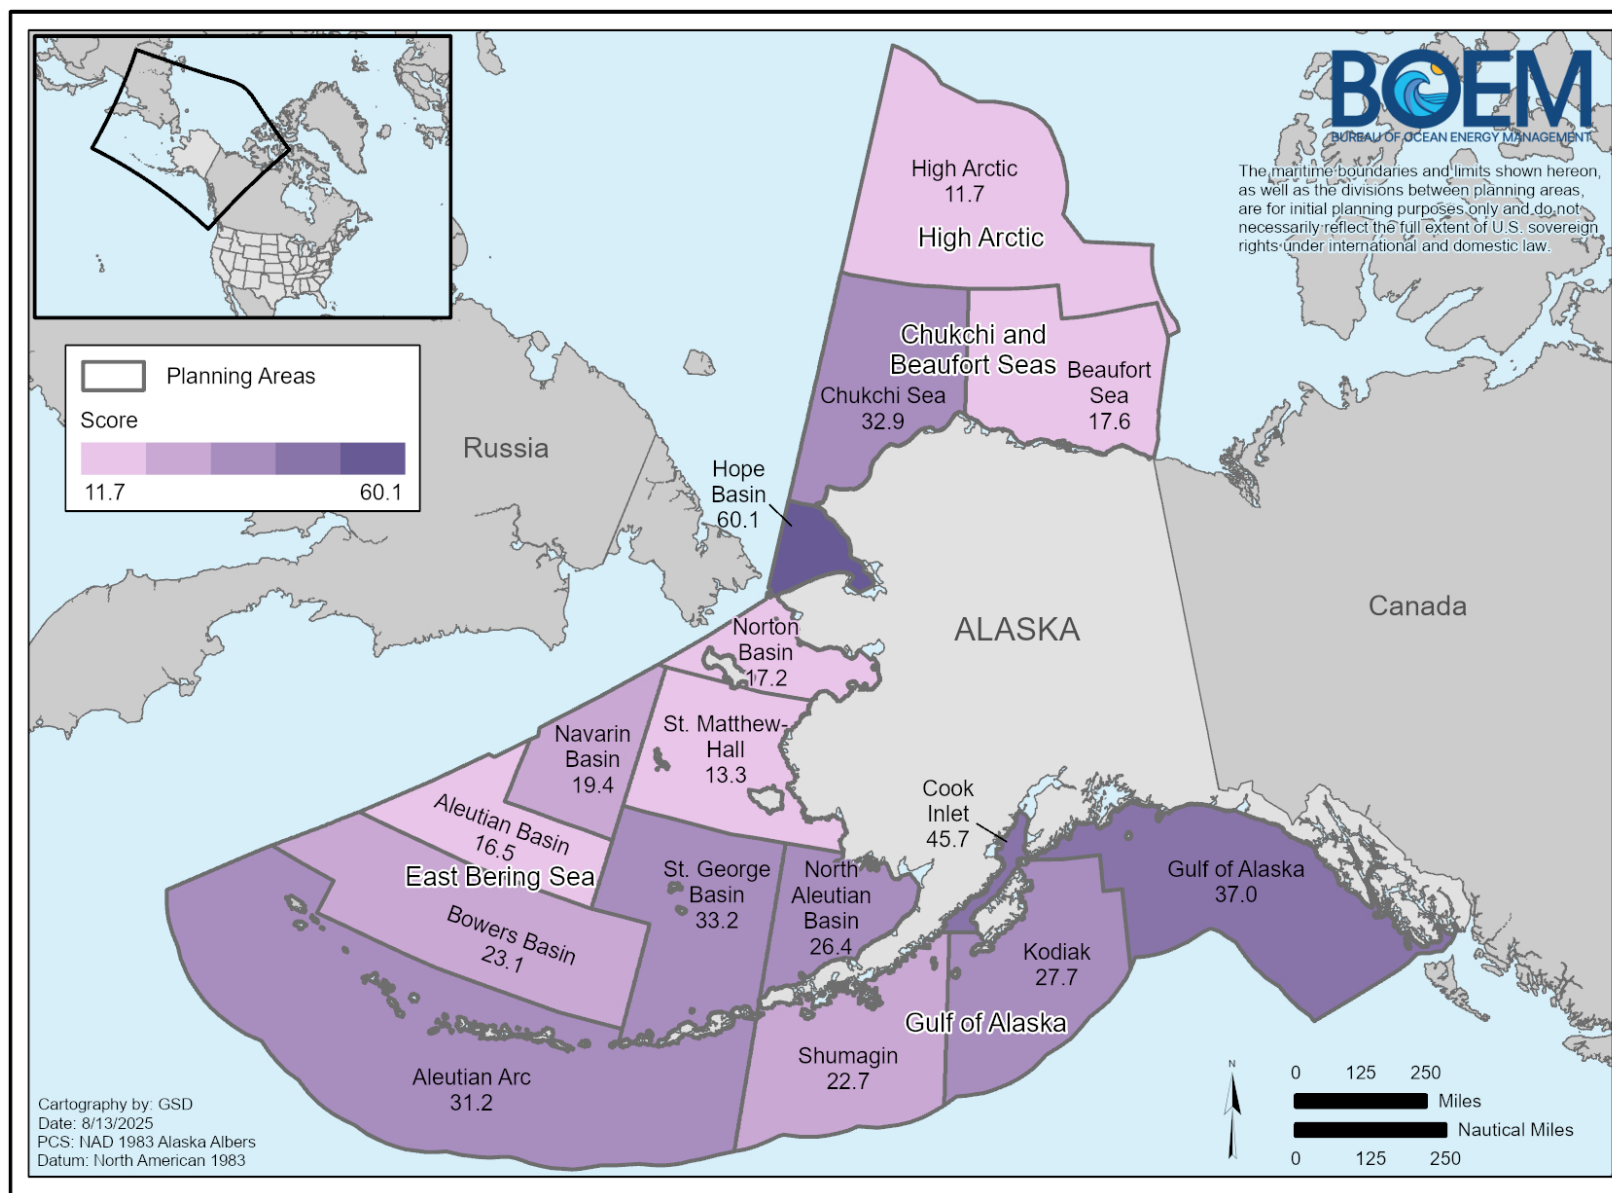 BOEM
BUREAU OF OCEAN ENERGY MANAGEMENT
The maritime boundaries and limits shown hereon,
as well as the divisions between planning areas,
are for initial planning purposes only and do not
necessarily reflect the full extent of U.S. sovereign
rights under international and domestic law.
Planning Areas
Score
11.7
60.1
High Arctic
11.7
High Arctic
Chukchi and
Beaufort Seas
Chukchi Sea
32.9
Beaufort
Sea
17.6
Russia
Hope
Basin
60.1
ALASKA
Canada
Norton
Basin
17.2
Navarin
Basin
19.4
St. Matthew-
Hall
13.3
Aleutian Basin
16.5
East Bering Sea
Bowers Basin
23.1
St. George
Basin
33.2
North
Aleutian
Basin
26.4
Cook
Inlet
45.7
Gulf of Alaska
37.0
Kodiak
27.7
Gulf of Alaska
Shumagin
22.7
Aleutian Arc
31.2
Cartography by: GSD
Date: 8/13/2025
PCS: NAD 1983 Alaska Albers
Datum: North American 1983
N
0 125 250
Miles
Nautical Miles
0 125 250